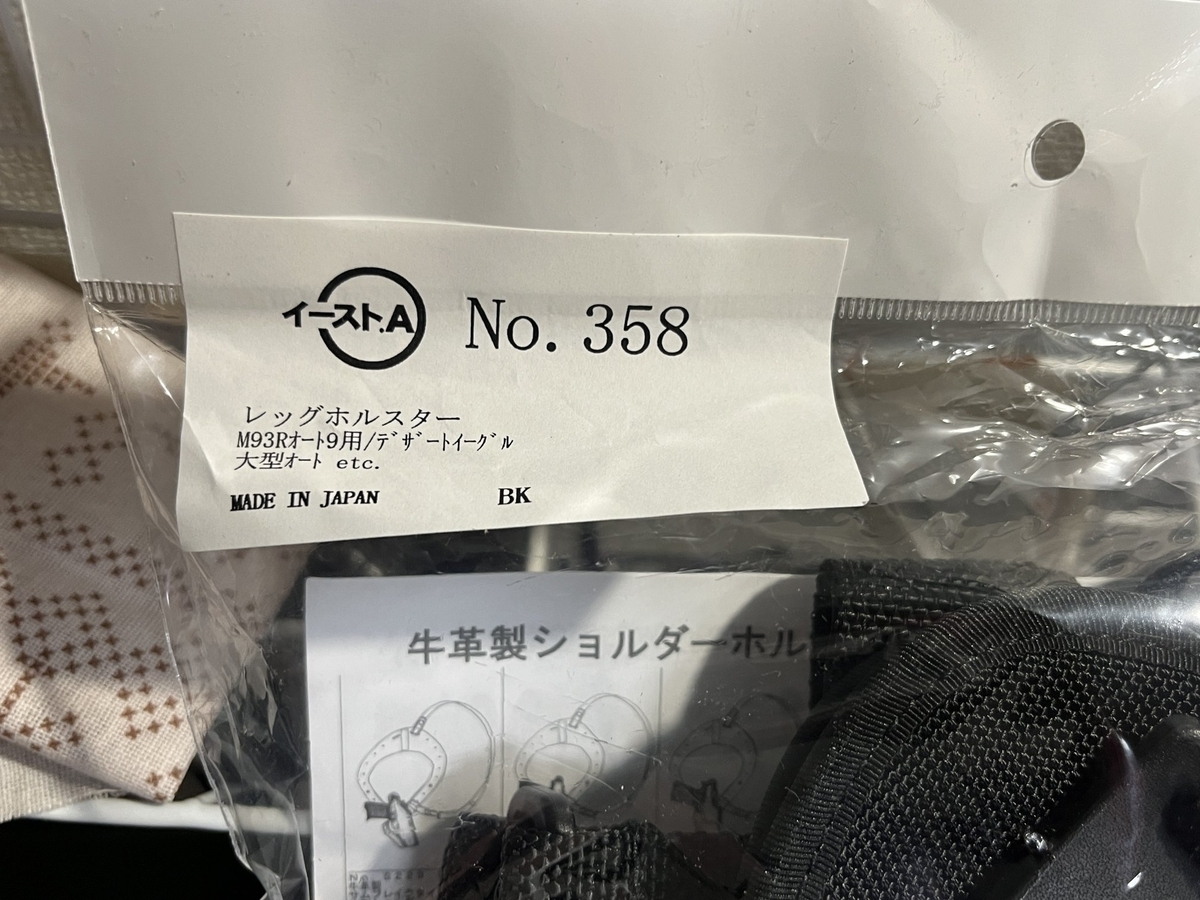 イースト.A No. 358
レッグホルスター
M93Rｵｰﾄ9用/ﾃﾞｻﾞｰﾄｲｰｸﾞﾙ
大型ｵｰﾄ etc.
MADE IN JAPAN BK
牛革製ショルダーホル